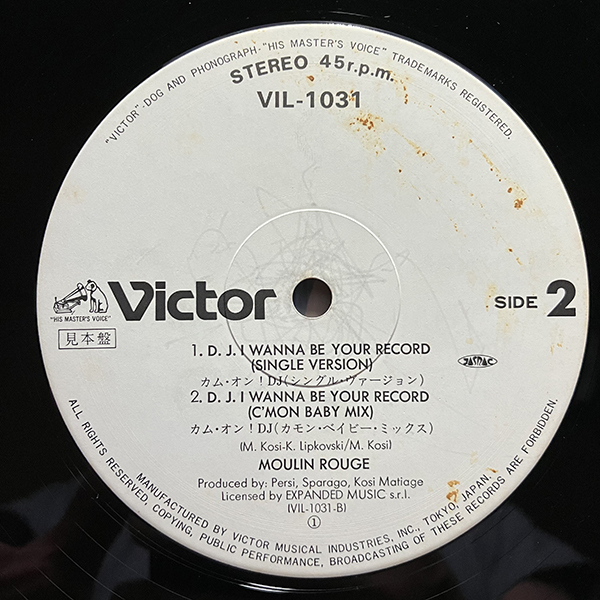 "VICTOR"-DOG AND PHONOGRAPH-"HIS MASTER'S VOICE" TRADEMARKS REGISTERED.
STEREO 45r.p.m.
VIL-1031
Victor
"HIS MASTER'S VOICE"
見本盤
SIDE 2
1. D. J. I WANNA BE YOUR RECORD
(SINGLE VERSION)
カム・オン！DJ(シングル・ヴァージョン)
2. D. J. I WANNA BE YOUR RECORD
(C'MON BABY MIX)
カム・オン！DJ(カモン・ベイビー・ミックス)
(M. Kosi-K. Lipkovski/M. Kosi)
JASRAC
MOULIN ROUGE
Produced by: Persi, Sparago, Kosi Matiage
Licensed by EXPANDED MUSIC s.r.l.
(VIL-1031-B)
①
MANUFACTURED BY VICTOR MUSICAL INDUSTRIES, INC., TOKYO, JAPAN.
ALL RIGHTS RESERVED, COPYING, PUBLIC PERFORMANCE, BROADCASTING OF THESE RECORDS ARE FORBIDDEN.